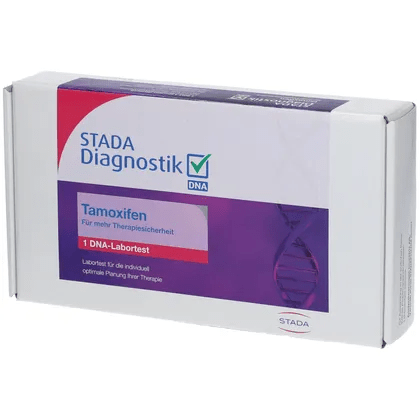 STADA
Diagnostik
DNA
Tamoxifen
Für mehr Therapiesicherheit
1 DNA-Labortest
Labortest für die individuell
optimale Planung Ihrer Therapie
STADA